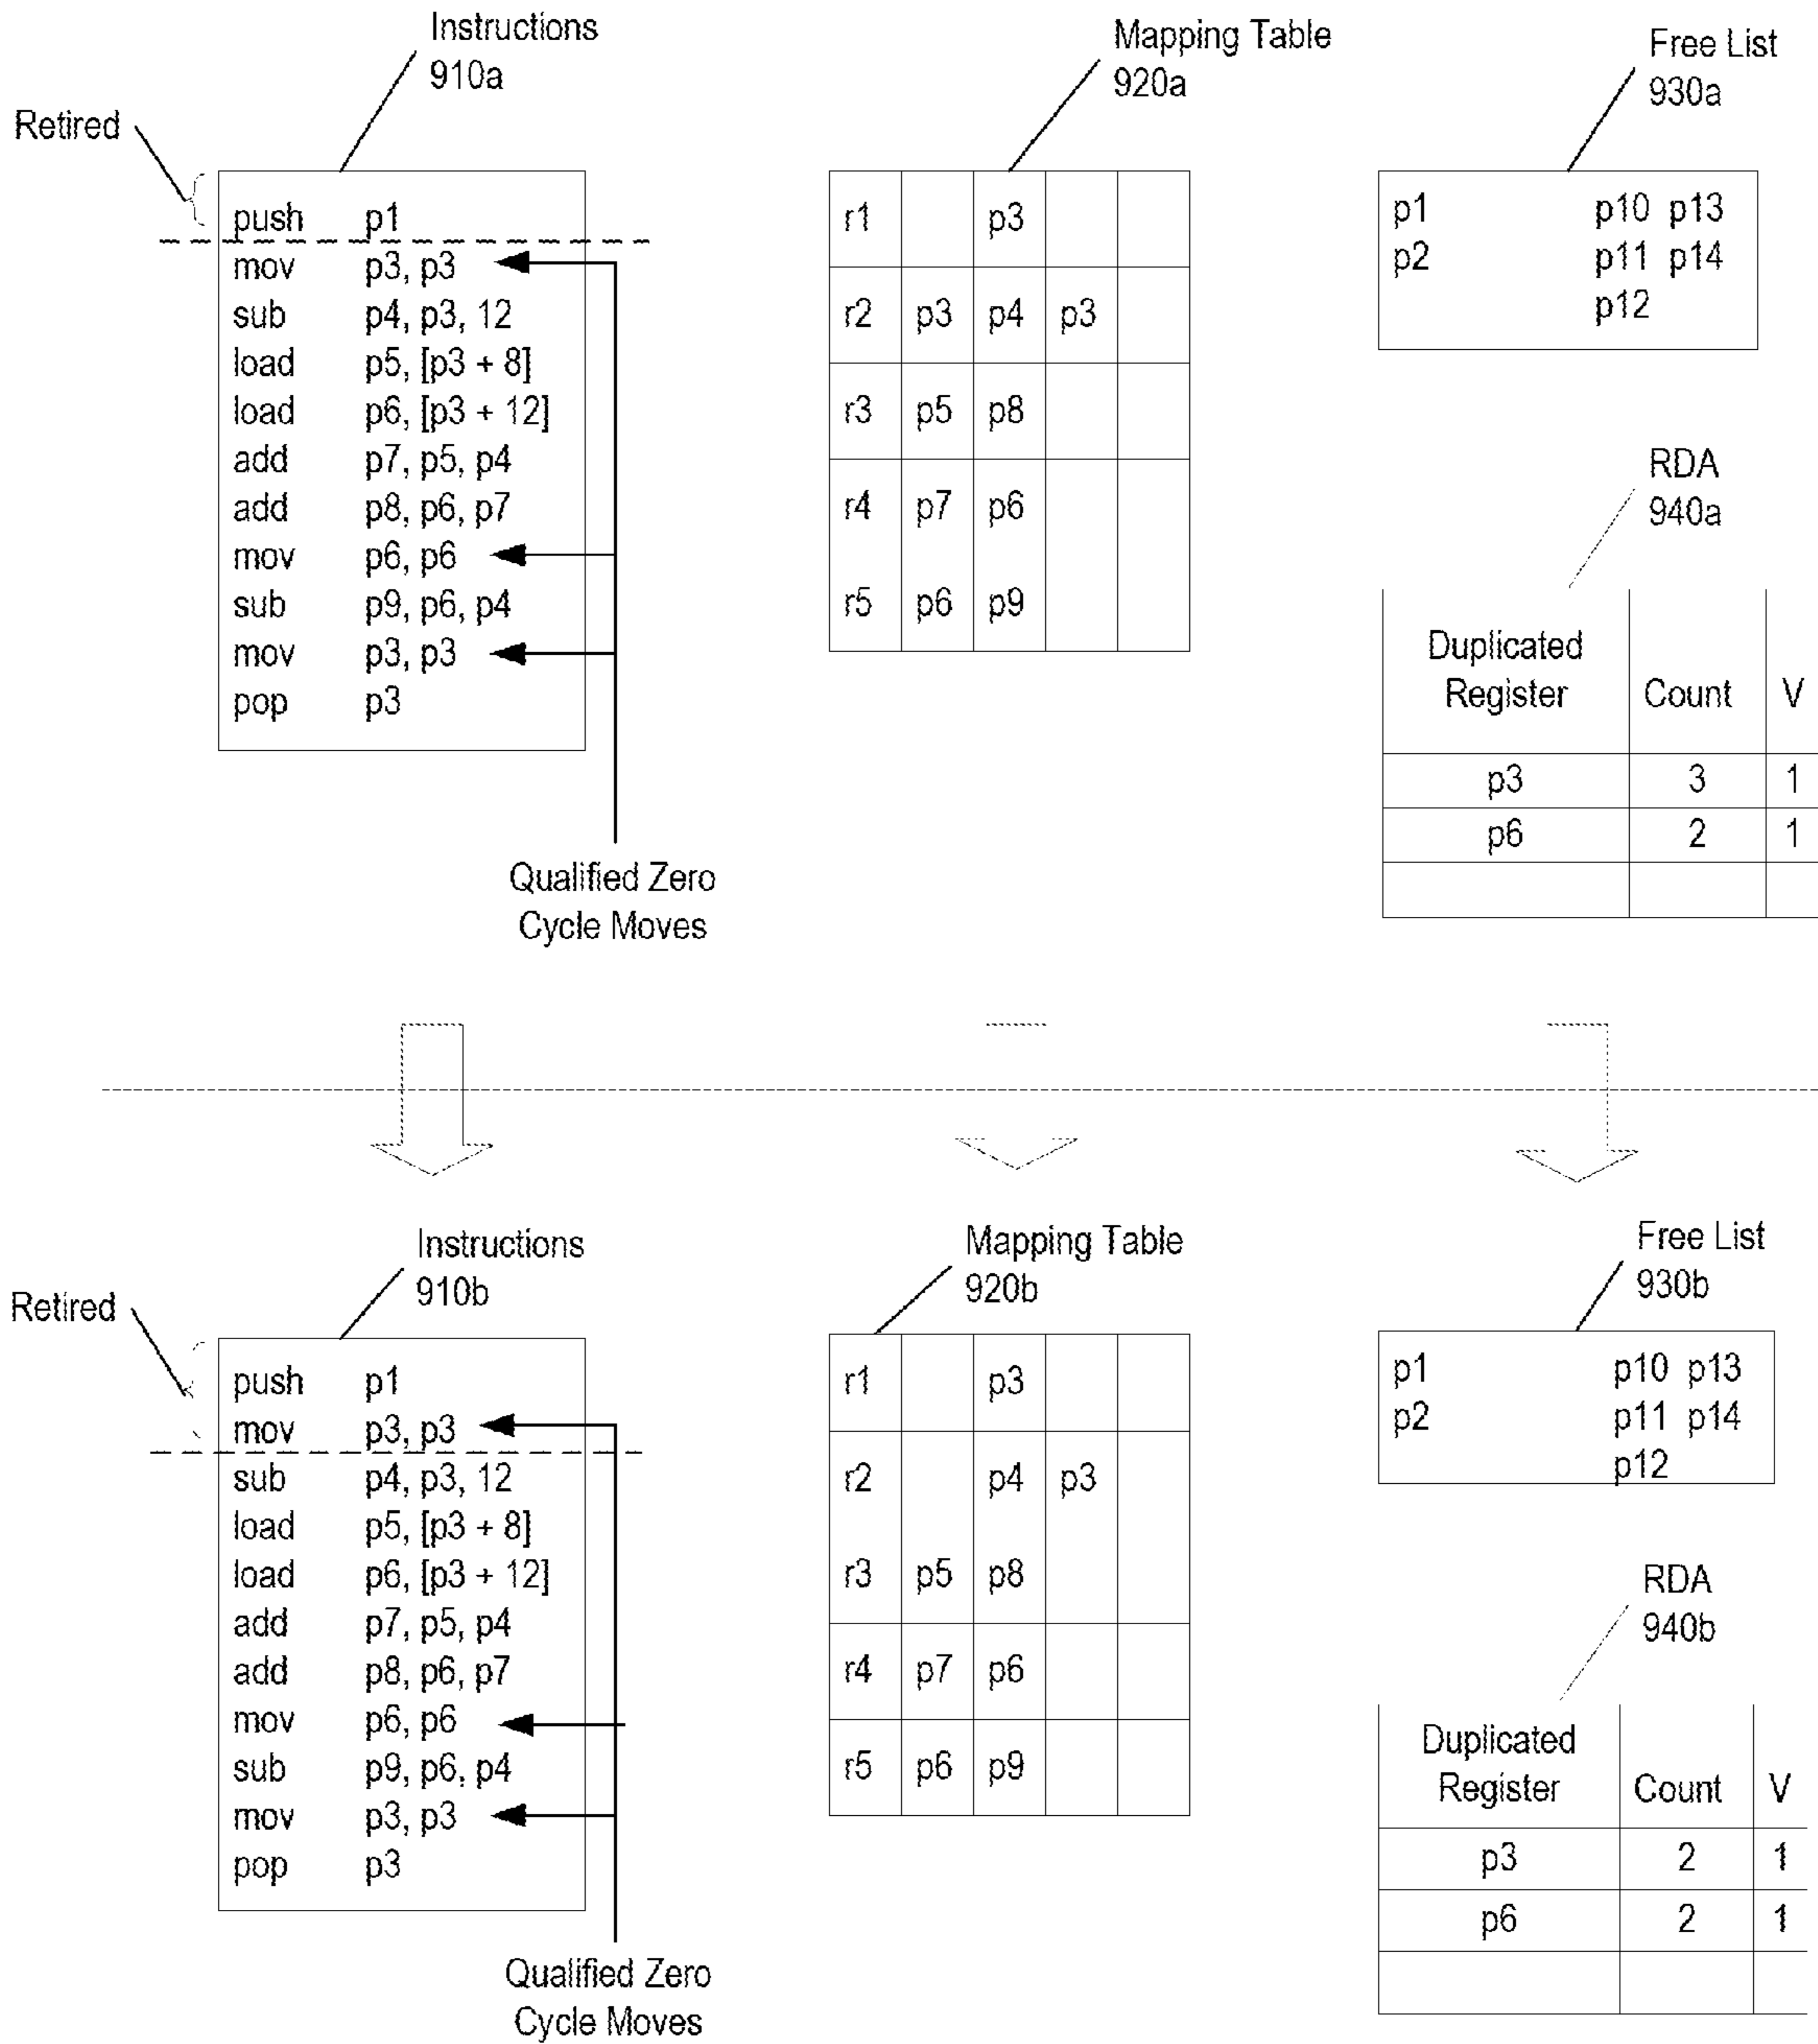 Instructions
910a
Mapping Table
920a
Free List
930a
Retired
push p1
mov p3, p3
sub p4, p3, 12
load p5, [p3 + 8]
load p6, [p3 + 12]
add p7, p5, p4
add p8, p6, p7
mov p6, p6
sub p9, p6, p4
mov p3, p3
pop p3
Qualified Zero
Cycle Moves
r1 p3
r2 p3 p4 p3
r3 p5 p8
r4 p7 p6
r5 p6 p9
p1 p10 p13
p2 p11 p14
p12
RDA
940a
Duplicated
Register Count V
p3 3 1
p6 2 1
Instructions
910b
Mapping Table
920b
Free List
930b
Retired
push p1
mov p3, p3
sub p4, p3, 12
load p5, [p3 + 8]
load p6, [p3 + 12]
add p7, p5, p4
add p8, p6, p7
mov p6, p6
sub p9, p6, p4
mov p3, p3
pop p3
Qualified Zero
Cycle Moves
r1 p3
r2 p4 p3
r3 p5 p8
r4 p7 p6
r5 p6 p9
p1 p10 p13
p2 p11 p14
p12
RDA
940b
Duplicated
Register Count V
p3 2 1
p6 2 1